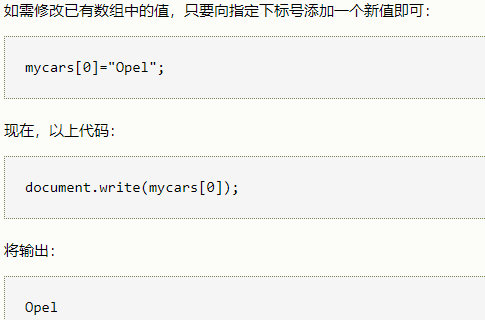 如需修改已有数组中的值，只要向指定下标号添加一个新值即可：
mycars[0]="Opel";
现在，以上代码：
document.write(mycars[0]);
将输出：
Opel